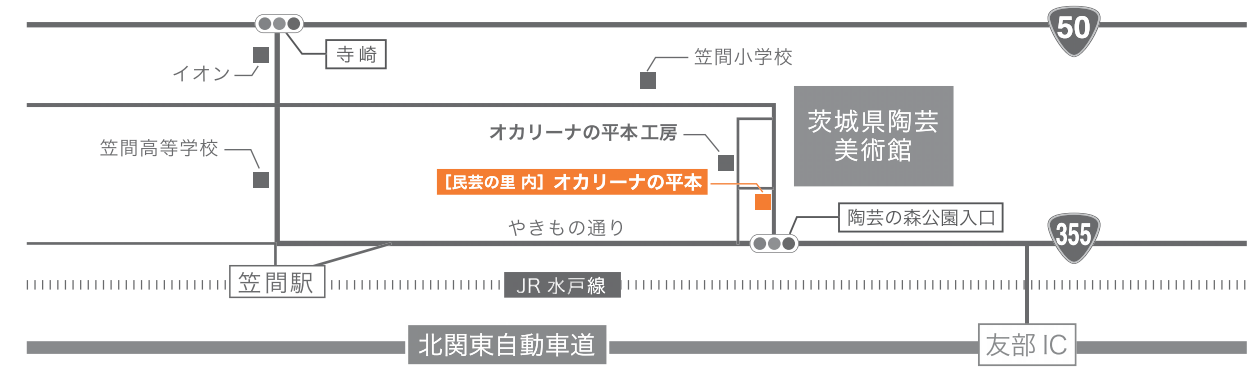 50
寺崎
イオン
笠間小学校
茨城県陶芸
美術館
オカリーナの平本 工房
笠間高等学校
［民芸の里 内］オカリーナの平本
陶芸の森公園入口
やきもの通り
355
笠間駅
JR 水戸線
北関東自動車道
友部 IC